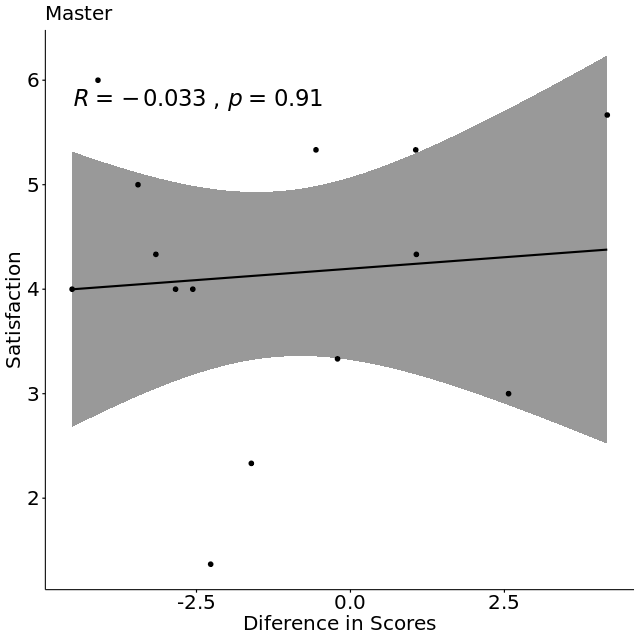 Master
R = −0.033 , p = 0.91
Satisfaction
6
5
4
3
2
-2.5
0.0
2.5
Diference in Scores